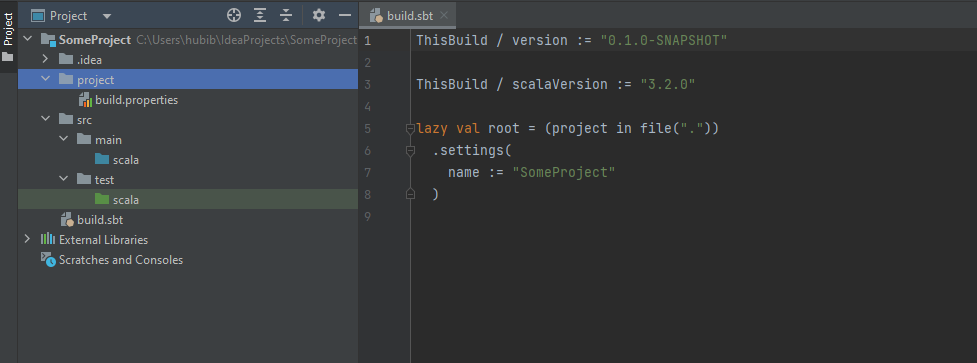 Project
Project
SomeProject C:\Users\hubib\IdeaProjects\SomeProject
.idea
project
build.properties
src
main
scala
test
scala
build.sbt
External Libraries
Scratches and Consoles
build.sbt
1 ThisBuild / version := "0.1.0-SNAPSHOT"
2
3 ThisBuild / scalaVersion := "3.2.0"
4
5 lazy val root = (project in file("."))
6   .settings(
7     name := "SomeProject"
8   )
9